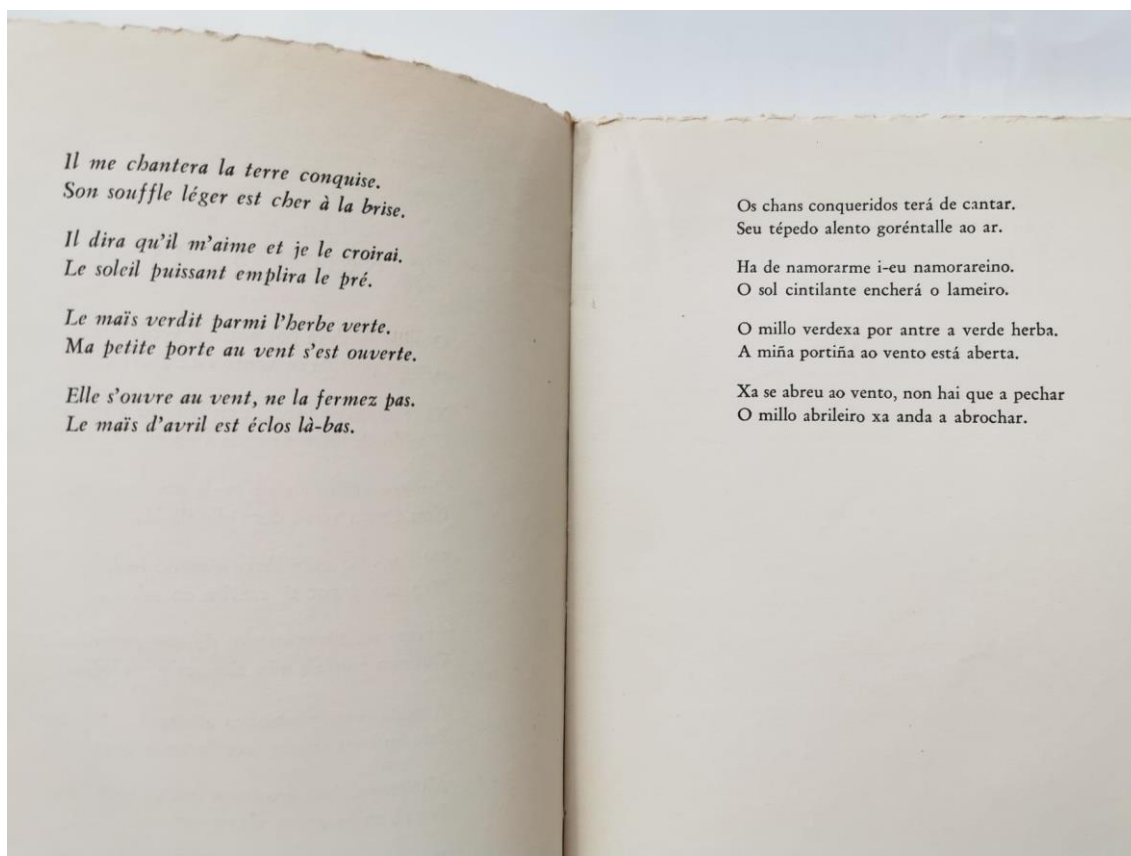 Il me chantera la terre conquise.
Son souffle léger est cher à la brise.
Il dira qu'il m'aime et je le croirai.
Le soleil puissant emplira le pré.
Le maïs verdit parmi l'herbe verte.
Ma petite porte au vent s'est ouverte.
Elle s'ouvre au vent, ne la fermez pas.
Le maïs d'avril est éclos là-bas.
Os chans conqueridos terá de cantar.
Seu tépedo alento goréntalle ao ar.
Ha de namorarme i-eu namorareino.
O sol cintilante encherá o lameiro.
O millo verdexa por antre a verde herba.
A miña portiña ao vento está aberta.
Xa se abreu ao vento, non hai que a pechar
O millo abrileiro xa anda a abrochar.